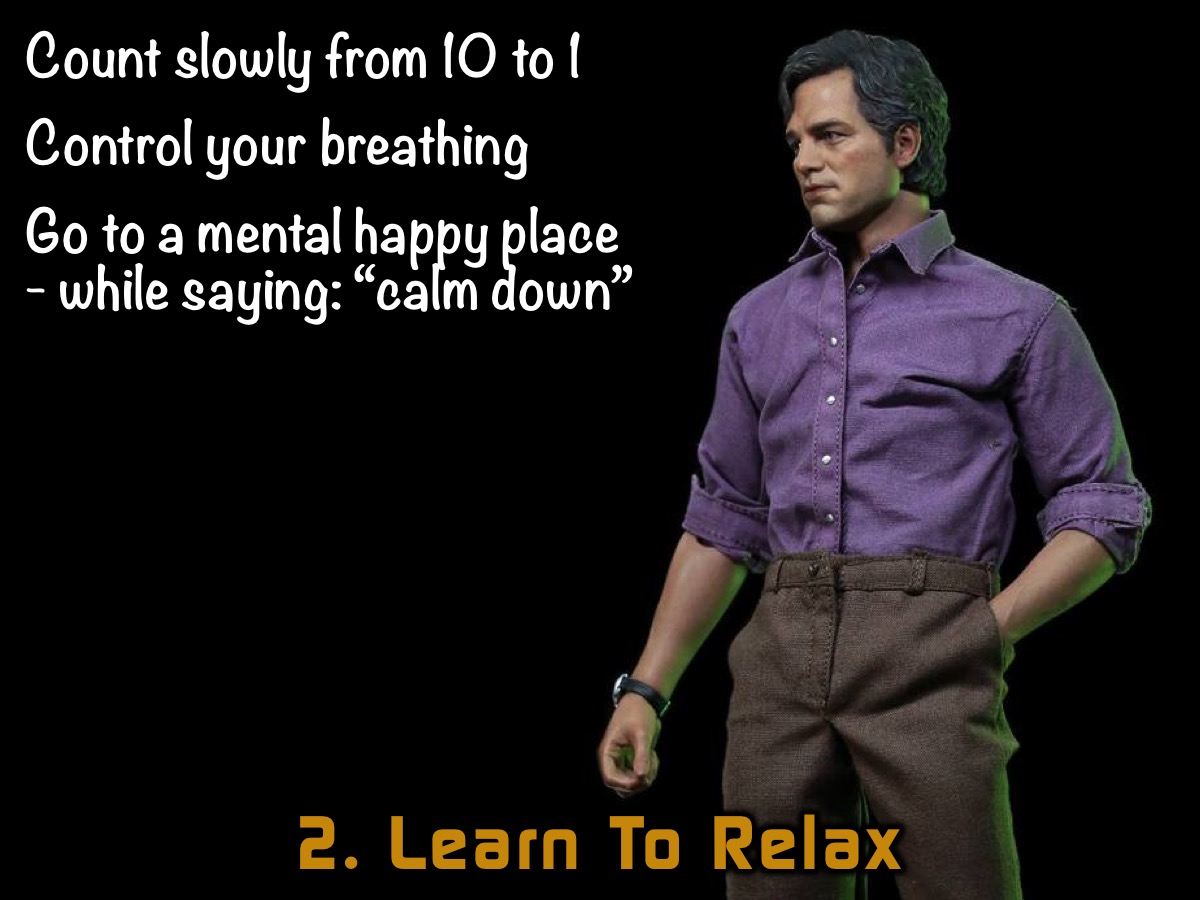 Count slowly from 10 to 1
Control your breathing
Go to a mental happy place
- while saying: “calm down”
2. Learn To Relax